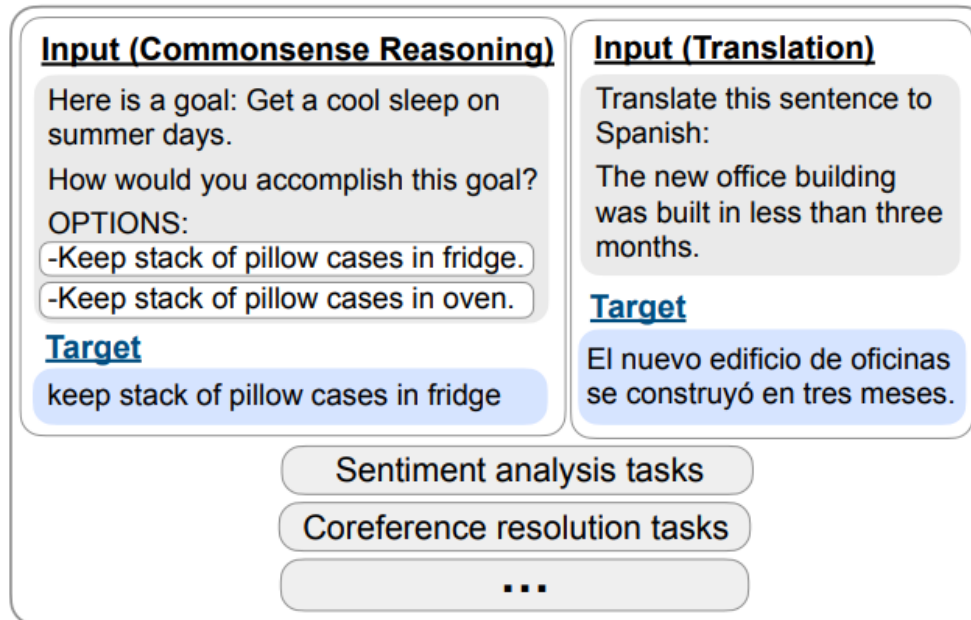 Input (Commonsense Reasoning)
Here is a goal: Get a cool sleep on
summer days.
How would you accomplish this goal?
OPTIONS:
-Keep stack of pillow cases in fridge.
-Keep stack of pillow cases in oven.
Target
keep stack of pillow cases in fridge
Input (Translation)
Translate this sentence to
Spanish:
The new office building
was built in less than three
months.
Target
El nuevo edificio de oficinas
se construyó en tres meses.
Sentiment analysis tasks
Coreference resolution tasks
...